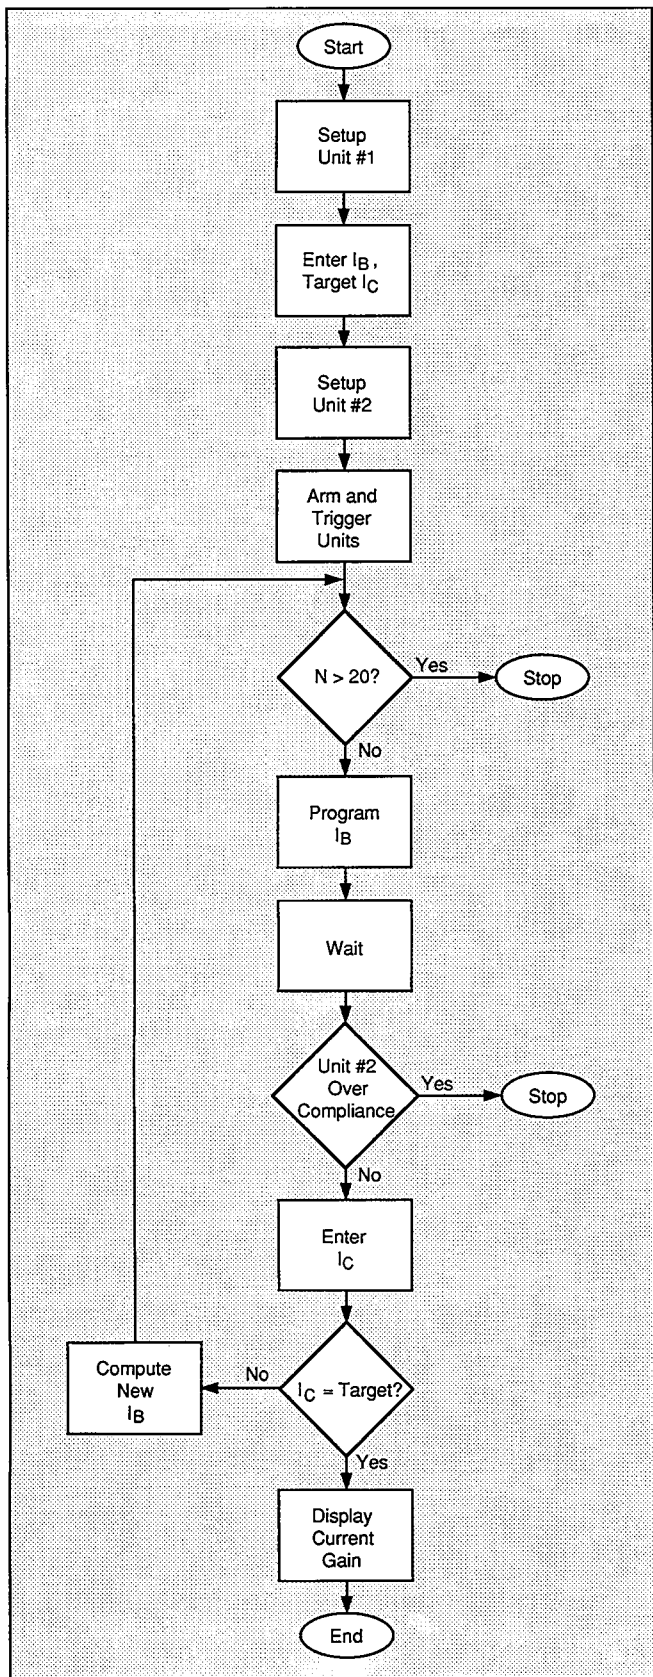 Start
Setup
Unit #1
Enter IB,
Target IC
Setup
Unit #2
Arm and
Trigger
Units
N > 20?
Yes
Stop
No
Program
IB
Wait
Unit #2
Over
Compliance
Yes
Stop
No
Enter
IC
IC = Target?
No
Compute
New
IB
Yes
Display
Current
Gain
End